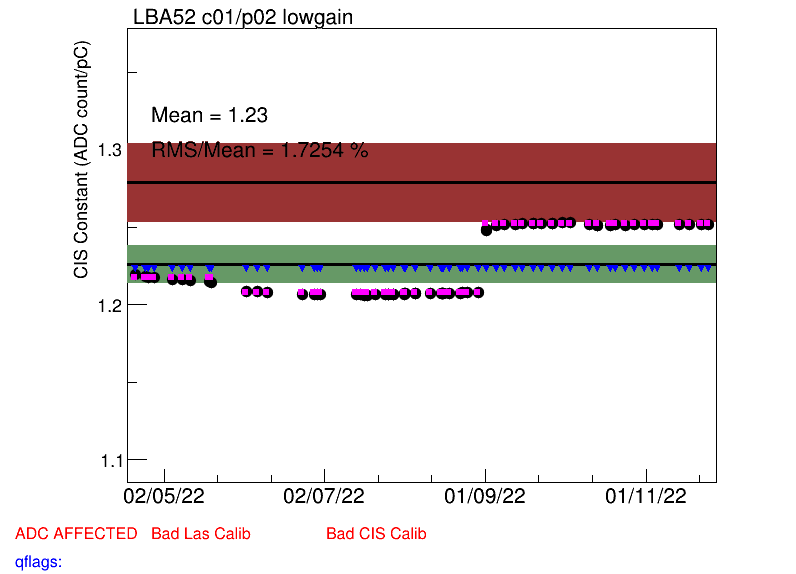 LBA52 c01/p02 lowgain
CIS Constant (ADC count/pC)
Mean = 1.23
RMS/Mean = 1.7254 %
1.3
1.2
1.1
02/05/22 02/07/22 01/09/22 01/11/22
ADC AFFECTED Bad Las Calib Bad CIS Calib
qflags: